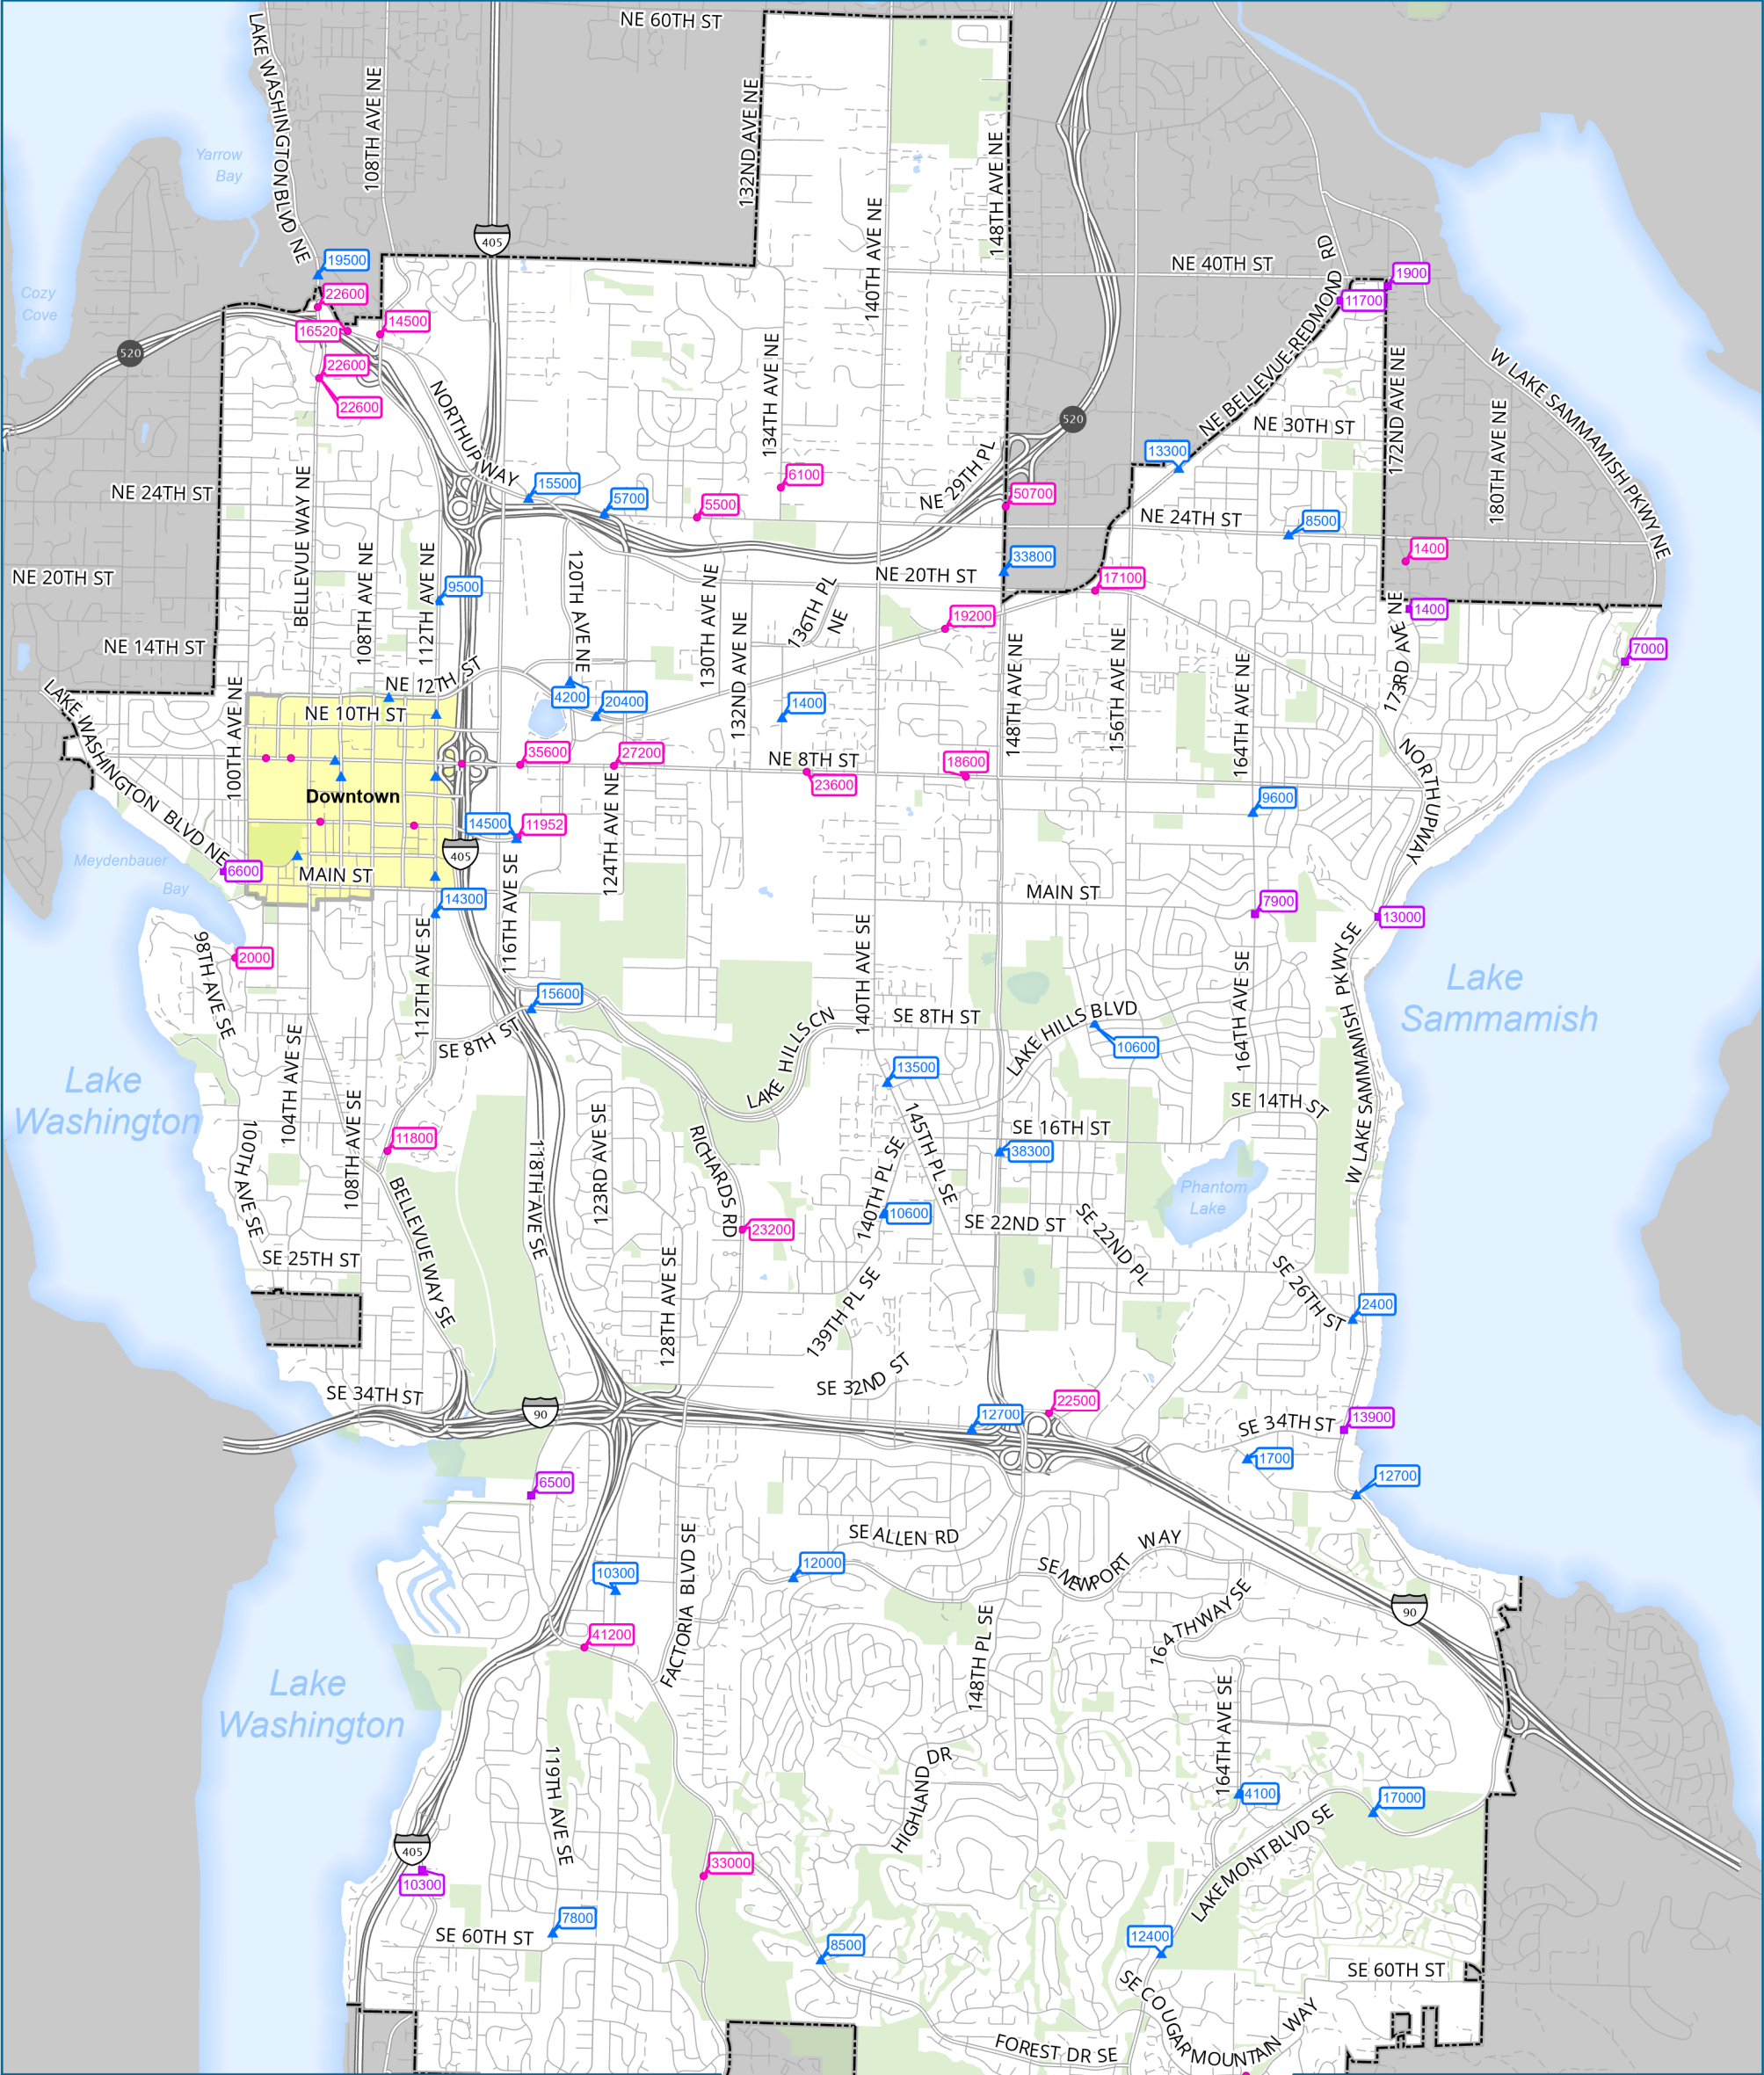 NE 60TH ST
LAKE WASHINGTON BLVD NE
108TH AVE NE
132ND AVE NE
148TH AVE NE
140TH AVE NE
Yarrow
Bay
405
19500
22600
16520
14500
22600
22600
Cozy
Cove
520
NE 40TH ST
1900
11700
NE BELLEVUE-REDMOND RD
172ND AVE NE
W LAKE SAMMAMISH PKWY NE
180TH AVE NE
NE 30TH ST
520
13300
134TH AVE NE
NORTHUP WAY
6100
5500
15500
5700
NE 29TH PL
50700
NE 24TH ST
8500
NE 24TH ST
BELLEVUE WAY NE
33800
1400
NE 20TH ST
NE 20TH ST
17100
108TH AVE NE
112TH AVE NE
9500
120TH AVE NE
130TH AVE NE
136TH PL
NE
19200
1400
173RD AVE NE
7000
NE 14TH ST
132ND AVE NE
148TH AVE NE
156TH AVE NE
164TH AVE NE
NE 12TH ST
NE 10TH ST
4200
20400
1400
LAKE WASHINGTON BLVD NE
100TH AVE NE
35600
27200
NE 8TH ST
23600
18600
NORTHUP WAY
Downtown
124TH AVE NE
9600
14500
11952
405
Meydenbauer
Bay
6600
MAIN ST
116TH AVE SE
MAIN ST
7900
14300
13000
98TH AVE SE
2000
112TH AVE SE
140TH AVE SE
164TH AVE SE
W LAKE SAMMAMISH PKWY SE
Lake
Sammamish
15600
SE 8TH ST
LAKE HILLS CN
SE 8TH ST
LAKE HILLS BLVD
10600
104TH AVE SE
13500
Lake
Washington
108TH AVE SE
100TH AVE SE
11800
118TH AVE SE
123RD AVE SE
RICHARDS RD
145TH PL SE
SE 16TH ST
SE 14TH ST
38300
140TH PL SE
Phantom
Lake
BELLEVUE WAY SE
23200
10600
SE 22ND ST
SE 22ND PL
SE 25TH ST
128TH AVE SE
139TH PL SE
SE 26TH ST
2400
SE 34TH ST
SE 32ND ST
90
12700
22500
SE 34TH ST
13900
1700
12700
6500
SE ALLEN RD
SE NEWPORT WAY
10300
12000
FACTORIA BLVD SE
41200
148TH PL SE
164TH WAY SE
90
Lake
Washington
164TH AVE SE
119TH AVE SE
HIGHLAND DR
4100
17000
LAKEMONT BLVD SE
405
10300
33000
7800
SE 60TH ST
8500
12400
SE 60TH ST
SE COUGAR MOUNTAIN WAY
FOREST DR SE